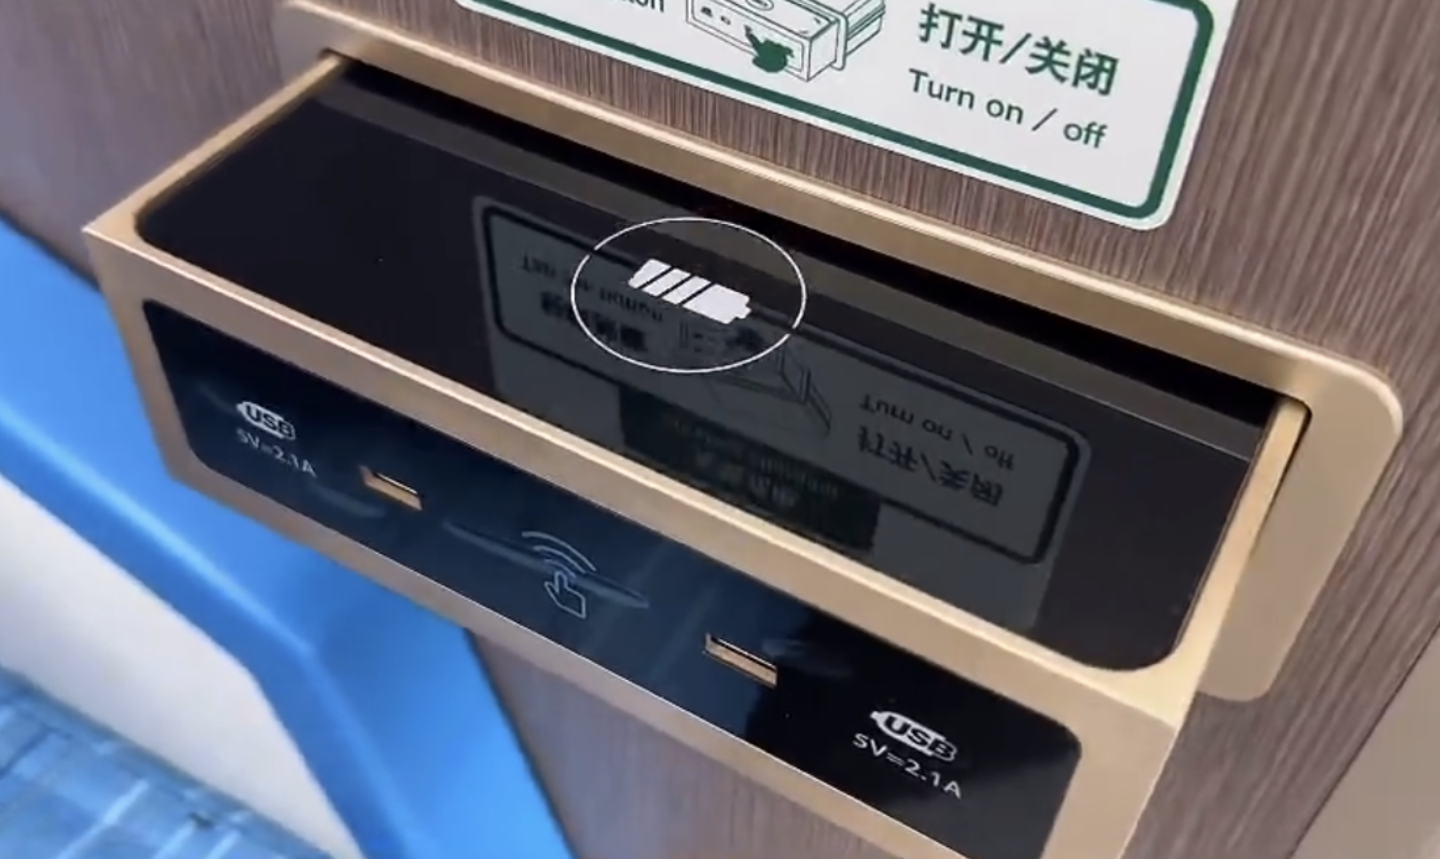 打开/关闭
Turn on / off
USB
5V=2.1A
USB
5V=2.1A